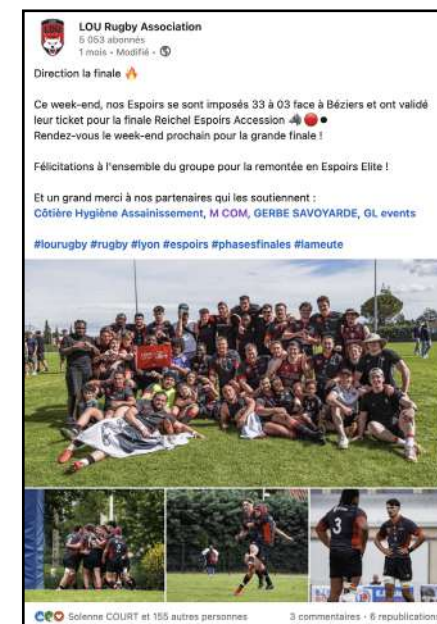 LOU
LOU Rugby Association
5 053 abonnés
1 mois • Modifié •
Direction la finale 🔥
Ce week-end, nos Espoirs se sont imposés 33 à 03 face à Béziers et ont validé
leur ticket pour la finale Reichel Espoirs Accession 🐺🔴⚫
Rendez-vous le week-end prochain pour la grande finale !
Félicitations à l'ensemble du groupe pour la remontée en Espoirs Elite !
Et un grand merci à nos partenaires qui les soutiennent :
Côtière Hygiène Assainissement, M COM, GERBE SAVOYARDE, GL events
#lourugby #rugby #lyon #espoirs #phasesfinales #lameute
3
Solenne COURT et 155 autres personnes
3 commentaires • 6 republications